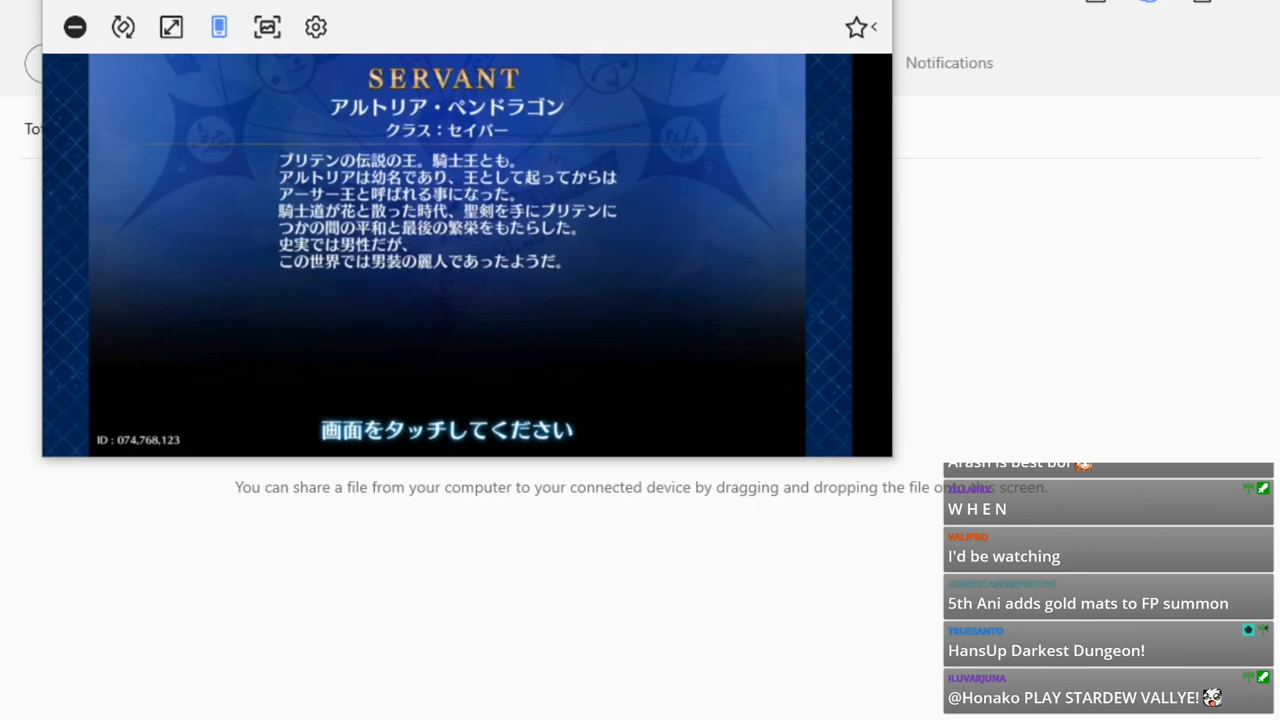 Notifications
To
SERVANT
アルトリア・ペンドラゴン
クラス：セイバー
ブリテンの伝説の王。騎士王とも。
アルトリアは幼名であり、王として起ってからは
アーサー王と呼ばれる事になった。
騎士道が花と散った時代、聖剣を手にブリテンに
つかの間の平和と最後の繁栄をもたらした。
史実では男性だが、
この世界では男装の麗人であったようだ。
画面をタッチしてください
ID : 074,768,123
You can share a file from your computer to your connected device by dragging and dropping the file onto this screen.
Arash is best boi
W H E N
VALJPRO
I'd be watching
5th Ani adds gold mats to FP summon
TRUESANTO
HansUp Darkest Dungeon!
ILUVARJUNA
@Honako PLAY STARDEW VALLYE!